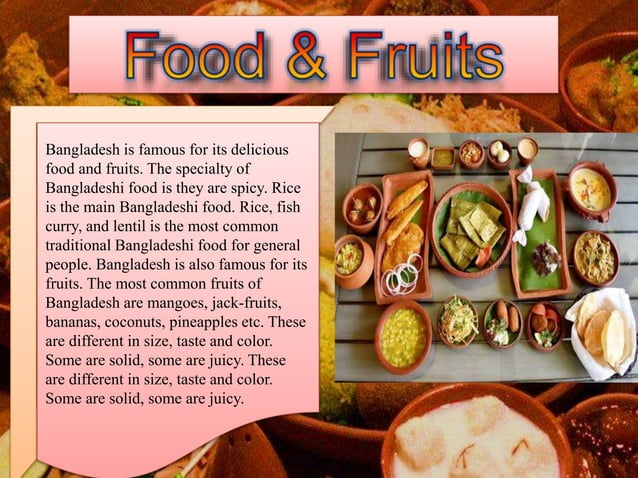 Food & Fruits
Bangladesh is famous for its delicious
food and fruits. The specialty of
Bangladeshi food is they are spicy. Rice
is the main Bangladeshi food. Rice, fish
curry, and lentil is the most common
traditional Bangladeshi food for general
people. Bangladesh is also famous for its
fruits. The most common fruits of
Bangladesh are mangoes, jack-fruits,
bananas, coconuts, pineapples etc. These
are different in size, taste and color.
Some are solid, some are juicy. These
are different in size, taste and color.
Some are solid, some are juicy.